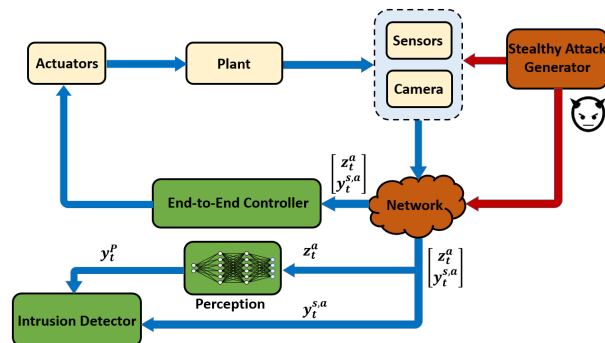 Sensors
Stealthy Attack
Generator
Actuators
Plant
Camera
[z_t^a
y_t^{s,a}]
End-to-End Controller
Network
[z_t^a
y_t^{s,a}]
z_t^a
y_t^P
Perception
y_t^{s,a}
Intrusion Detector